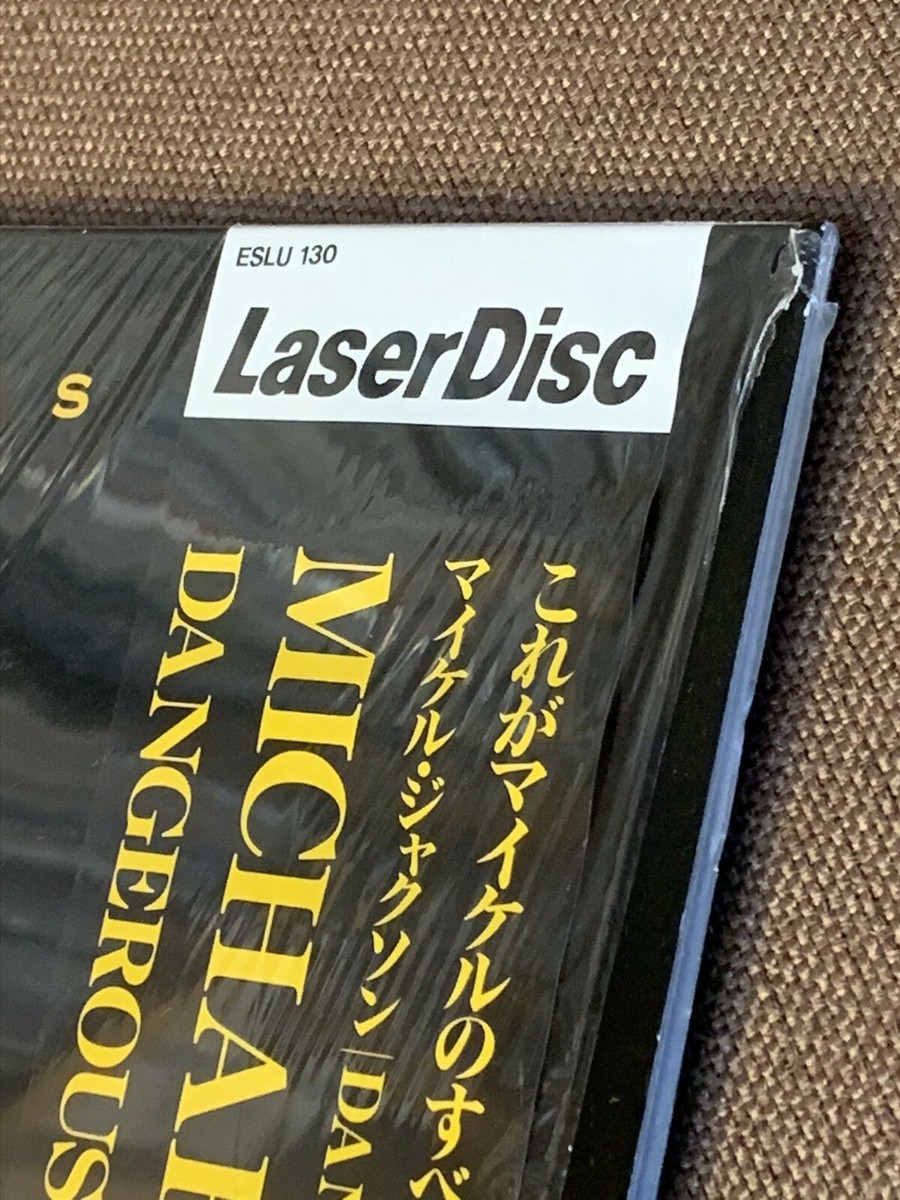 ESLU 130
LaserDisc
S
これがマイケルのすべ
マイケル・ジャクソン|DAN
MICHA
DANGEROUS